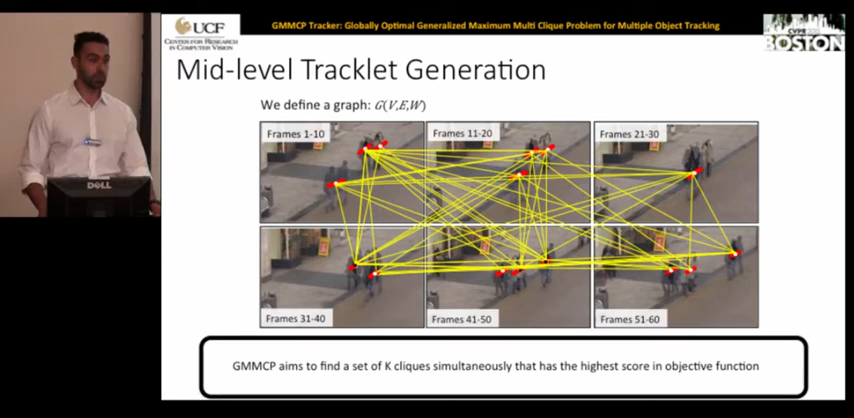 UCF
CENTER FOR RESEARCH
IN COMPUTER VISION
GMMCP Tracker: Globally Optimal Generalized Maximum Multi Clique Problem for Multiple Object Tracking
CVPR
BOSTON
Mid-level Tracklet Generation
We define a graph: G(V,E,W)
Frames 1-10
Frames 11-20
Frames 21-30
Frames 31-40
Frames 41-50
Frames 51-60
GMMCP aims to find a set of K cliques simultaneously that has the highest score in objective function
DELL